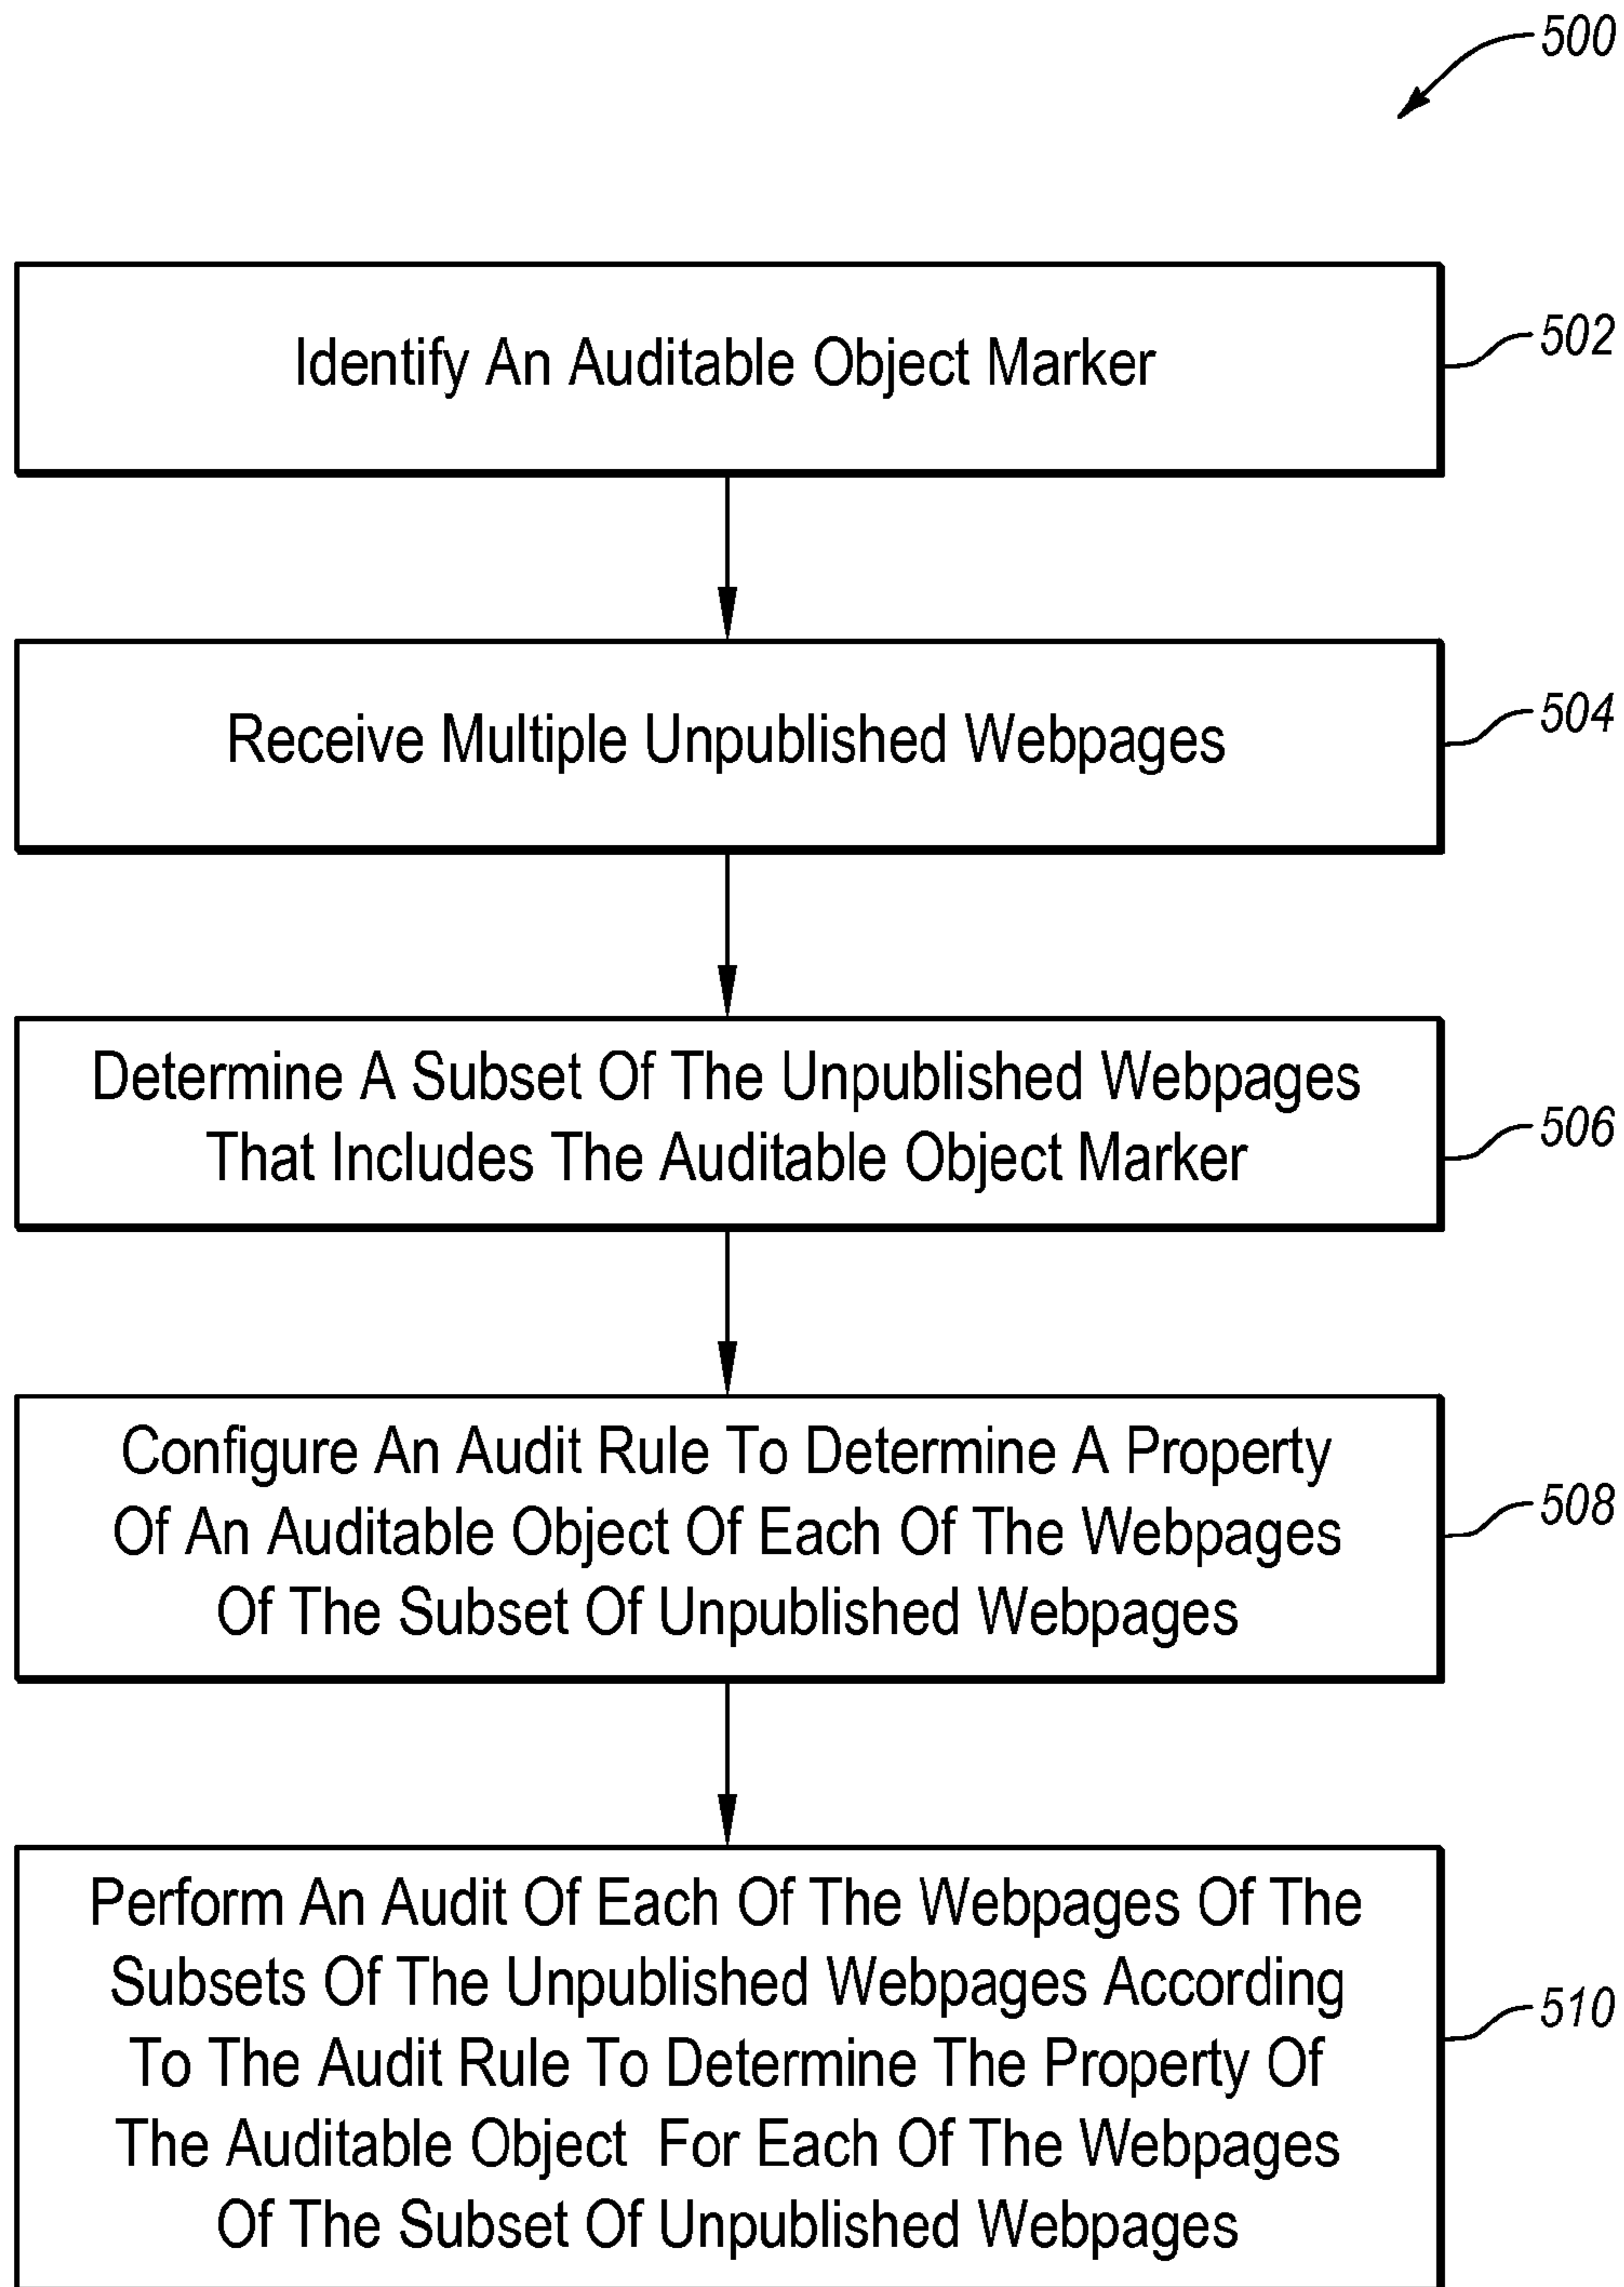 500
Identify An Auditable Object Marker
502
Receive Multiple Unpublished Webpages
504
Determine A Subset Of The Unpublished Webpages
That Includes The Auditable Object Marker
506
Configure An Audit Rule To Determine A Property
Of An Auditable Object Of Each Of The Webpages
Of The Subset Of Unpublished Webpages
508
Perform An Audit Of Each Of The Webpages Of The
Subsets Of The Unpublished Webpages According
To The Audit Rule To Determine The Property Of
The Auditable Object For Each Of The Webpages
Of The Subset Of Unpublished Webpages
510